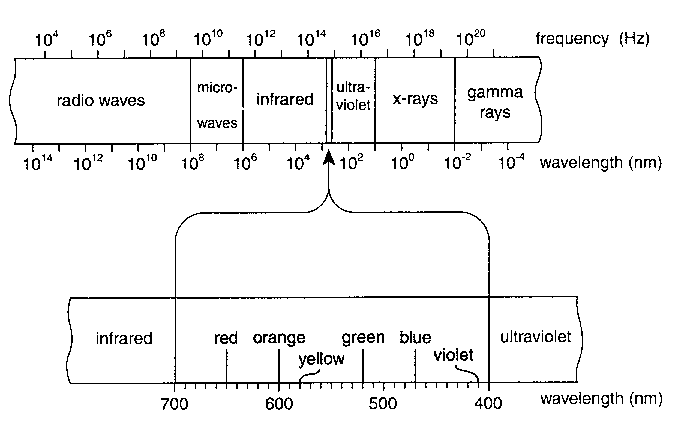 10⁴ 10⁶ 10⁸ 10¹⁰ 10¹² 10¹⁴ 10¹⁶ 10¹⁸ 10²⁰ frequency (Hz)
radio waves
micro-
waves
infrared
ultra-
violet
x-rays
gamma
rays
10¹⁴ 10¹² 10¹⁰ 10⁸ 10⁶ 10⁴ 10² 10⁰ 10⁻² 10⁻⁴ wavelength (nm)
infrared red orange green blue ultraviolet
yellow violet
700 600 500 400 wavelength (nm)